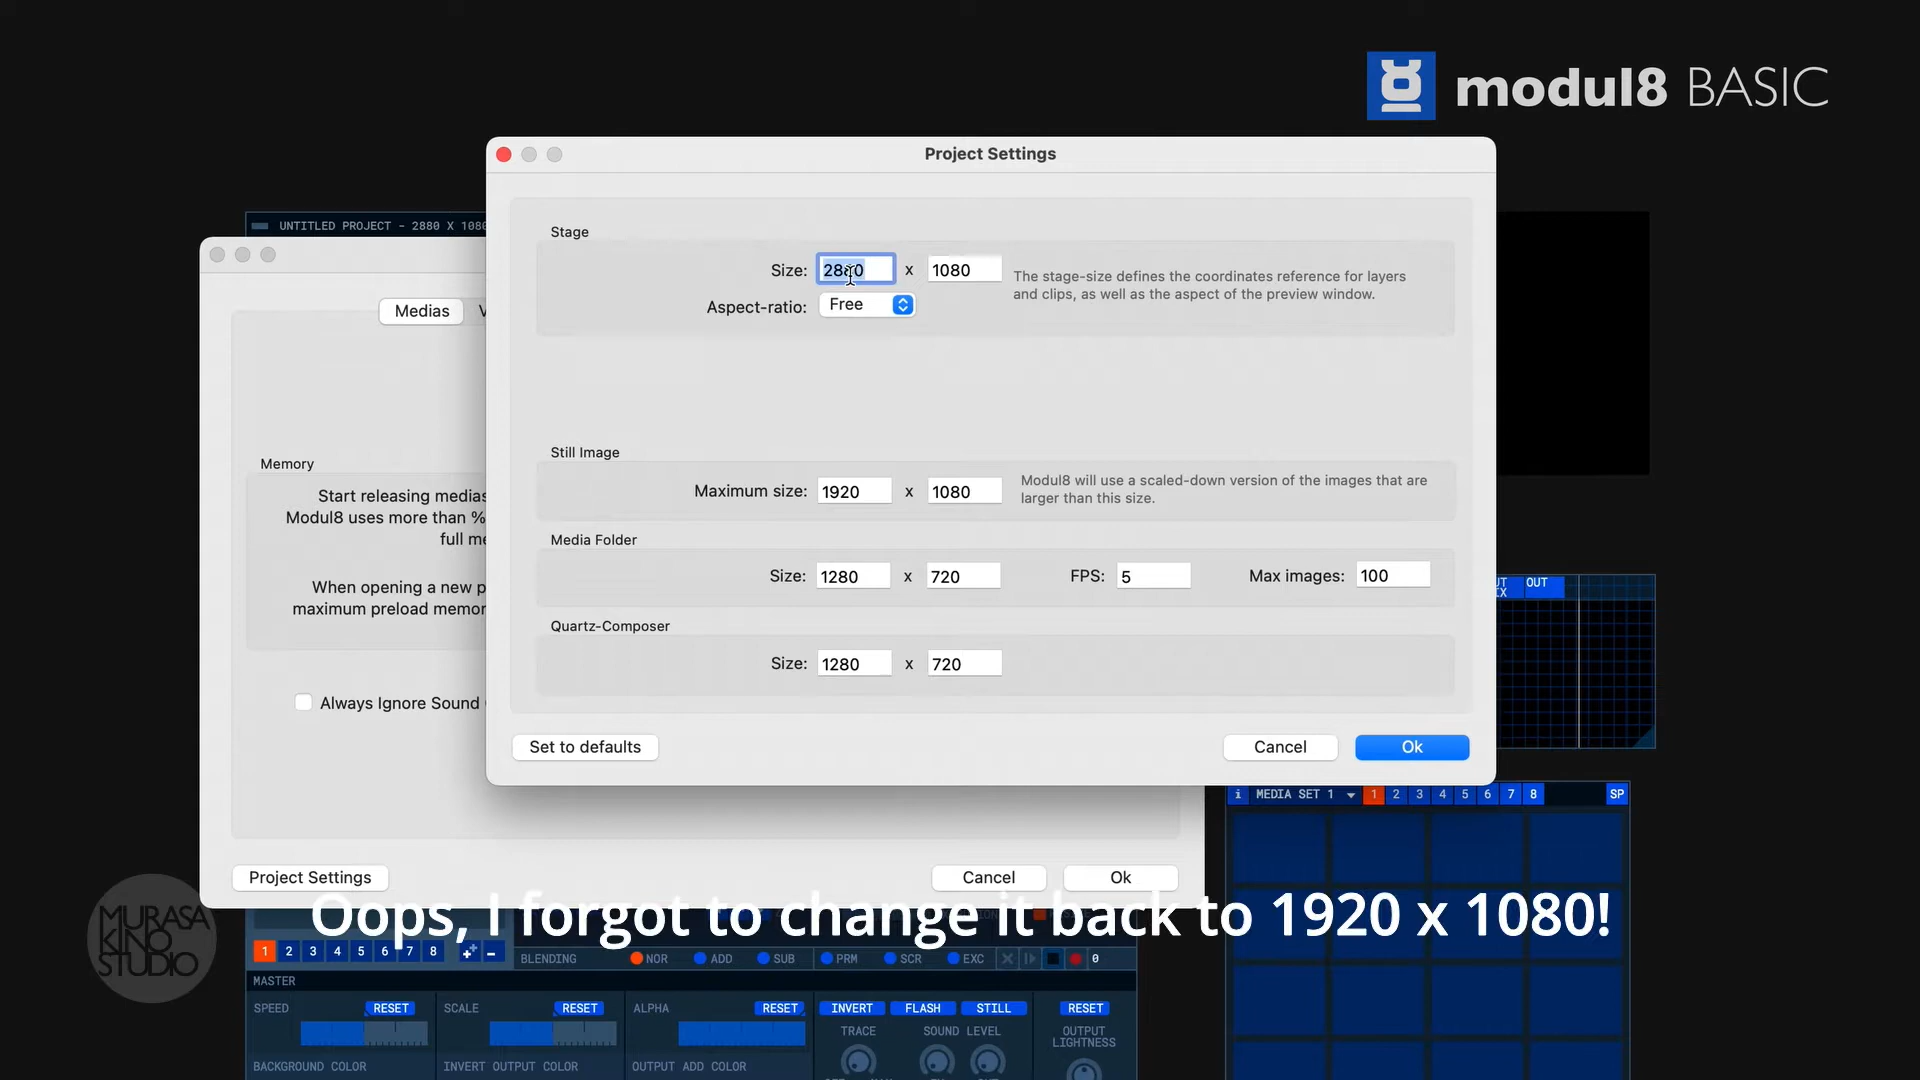 modul8 BASIC
Project Settings
UNTITLED PROJECT - 2880 X 1080
Stage
Size: 2880 x 1080
The stage-size defines the coordinates reference for layers
and clips, as well as the aspect of the preview window.
Aspect-ratio: Free
Medias
Still Image
Maximum size: 1920 x 1080
Modul8 will use a scaled-down version of the images that are
larger than this size.
Memory
Start releasing medias
Modul8 uses more than %
full me
Media Folder
Size: 1280 x 720 FPS: 5 Max images: 100
When opening a new p
maximum preload memor
Quartz-Composer
Size: 1280 x 720
Always Ignore Sound
Set to defaults Cancel Ok
OUT
i MEDIA SET 1 1 2 3 4 5 6 7 8 SP
Project Settings Cancel Ok
Oops, I forgot to change it back to 1920 x 1080!
MURASA
KINO
STUDIO
1 2 3 4 5 6 7 8
BLENDING NOR ADD SUB PRM SCR EXC 0
MASTER
SPEED RESET SCALE RESET ALPHA RESET INVERT FLASH STILL RESET
TRACE SOUND LEVEL OUTPUT
LIGHTNESS
BACKGROUND COLOR INVERT OUTPUT COLOR OUTPUT ADD COLOR